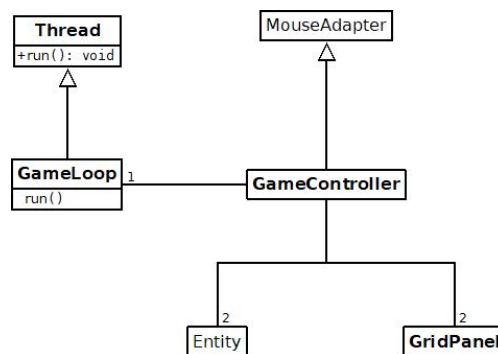 Thread
+run(): void
MouseAdapter
GameLoop
run()
1
GameController
2
Entity
2
GridPanel